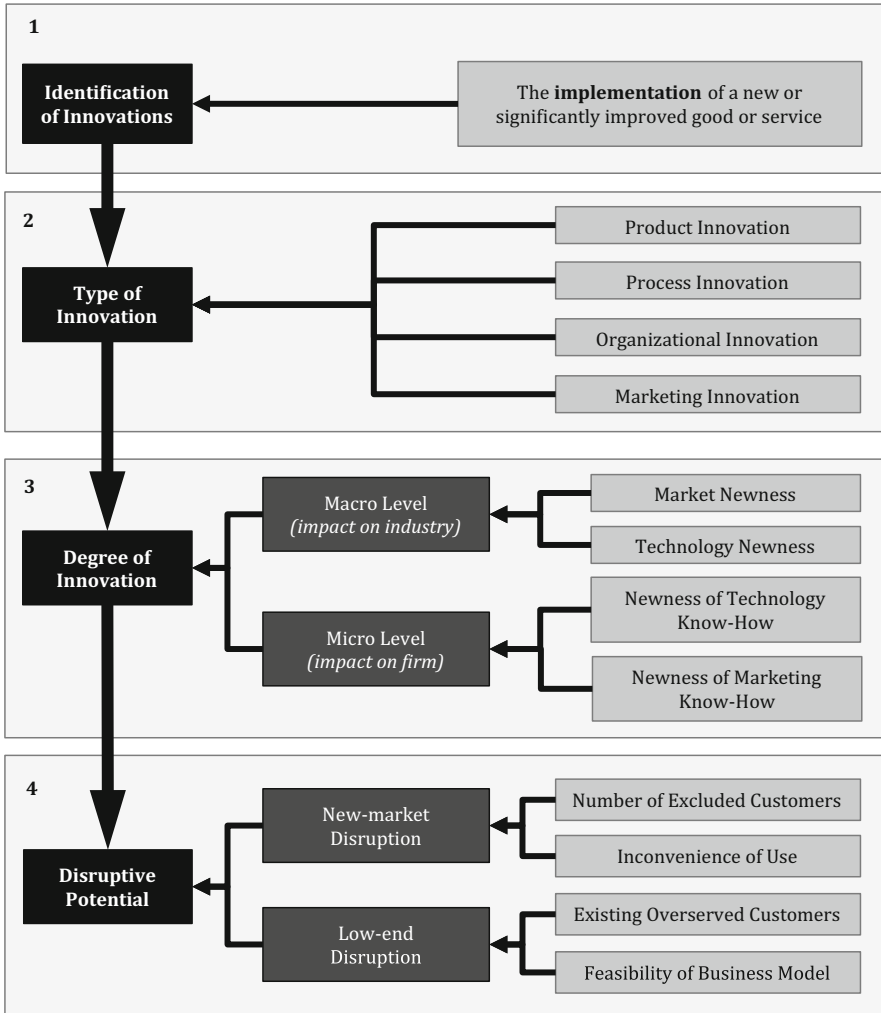 1
Identification
of Innovations
The implementation of a new or
significantly improved good or service
2
Type of
Innovation
Product Innovation
Process Innovation
Organizational Innovation
Marketing Innovation
3
Degree of
Innovation
Macro Level
(impact on industry)
Market Newness
Technology Newness
Micro Level
(impact on firm)
Newness of Technology
Know-How
Newness of Marketing
Know-How
4
Disruptive
Potential
New-market
Disruption
Number of Excluded Customers
Inconvenience of Use
Low-end
Disruption
Existing Overserved Customers
Feasibility of Business Model